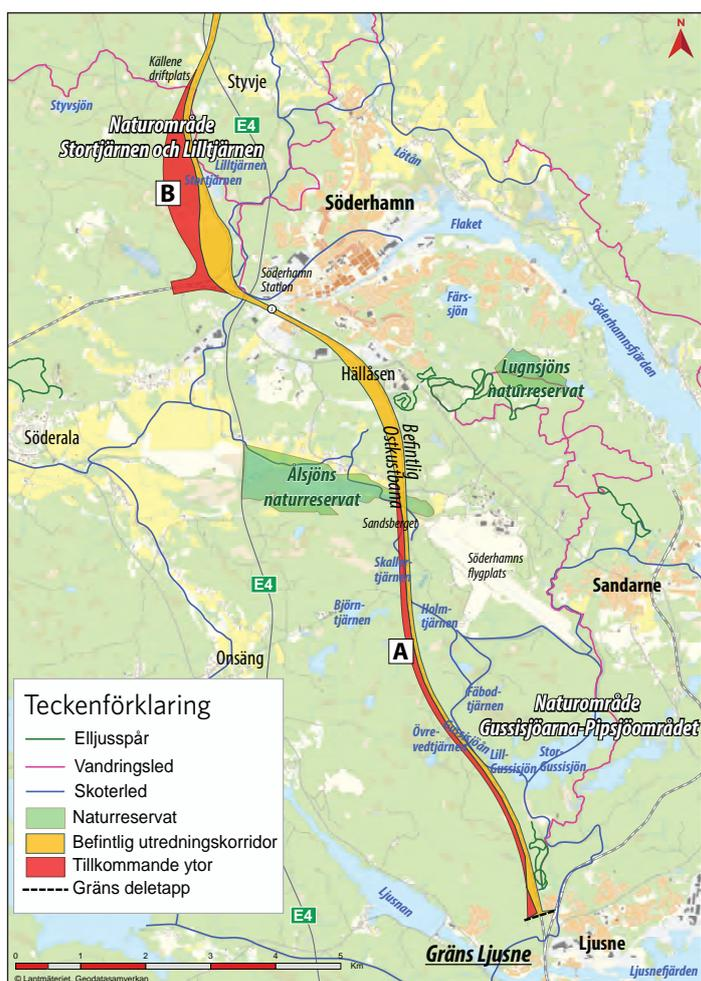 N
Källene
driftplats
Styvje
Styvsjön
E4
Naturområde
Stortjärnen och Lilltjärnen
Lilltjärnen
Stortjärnen
Lötån
B
Söderhamn
Flaket
Söderhamn
Station
Färs-
sjön
Söderhamnsfjärden
Hällåsen
Lugnsjöns
naturreservat
Söderala
Befintlig
Ostkustbana
Älsjöns
naturreservat
Sandsberget
Skaller-
tjärnen
Söderhamns
flygplats
E4
Sandarne
Björn-
tjärnen
Holm-
tjärnen
A
Onsäng
Fäbod-
tjärnen
Naturområde
Gussisjöarna-Pipsjöområdet
Övre-
vedtjärnen
Gussisjöån
Lill-
Gussisjön
Stor-
Gussisjön
Teckenförklaring
Elljusspår
Vandringsled
Skoterled
Naturreservat
Befintlig utredningskorridor
Tillkommande ytor
Gräns deletapp
Ljusnan
E4
Gräns Ljusne
Ljusne
Ljusnefjärden
0 1 2 3 4 5
Km
© Lantmäteriet, Geodatasamverkan